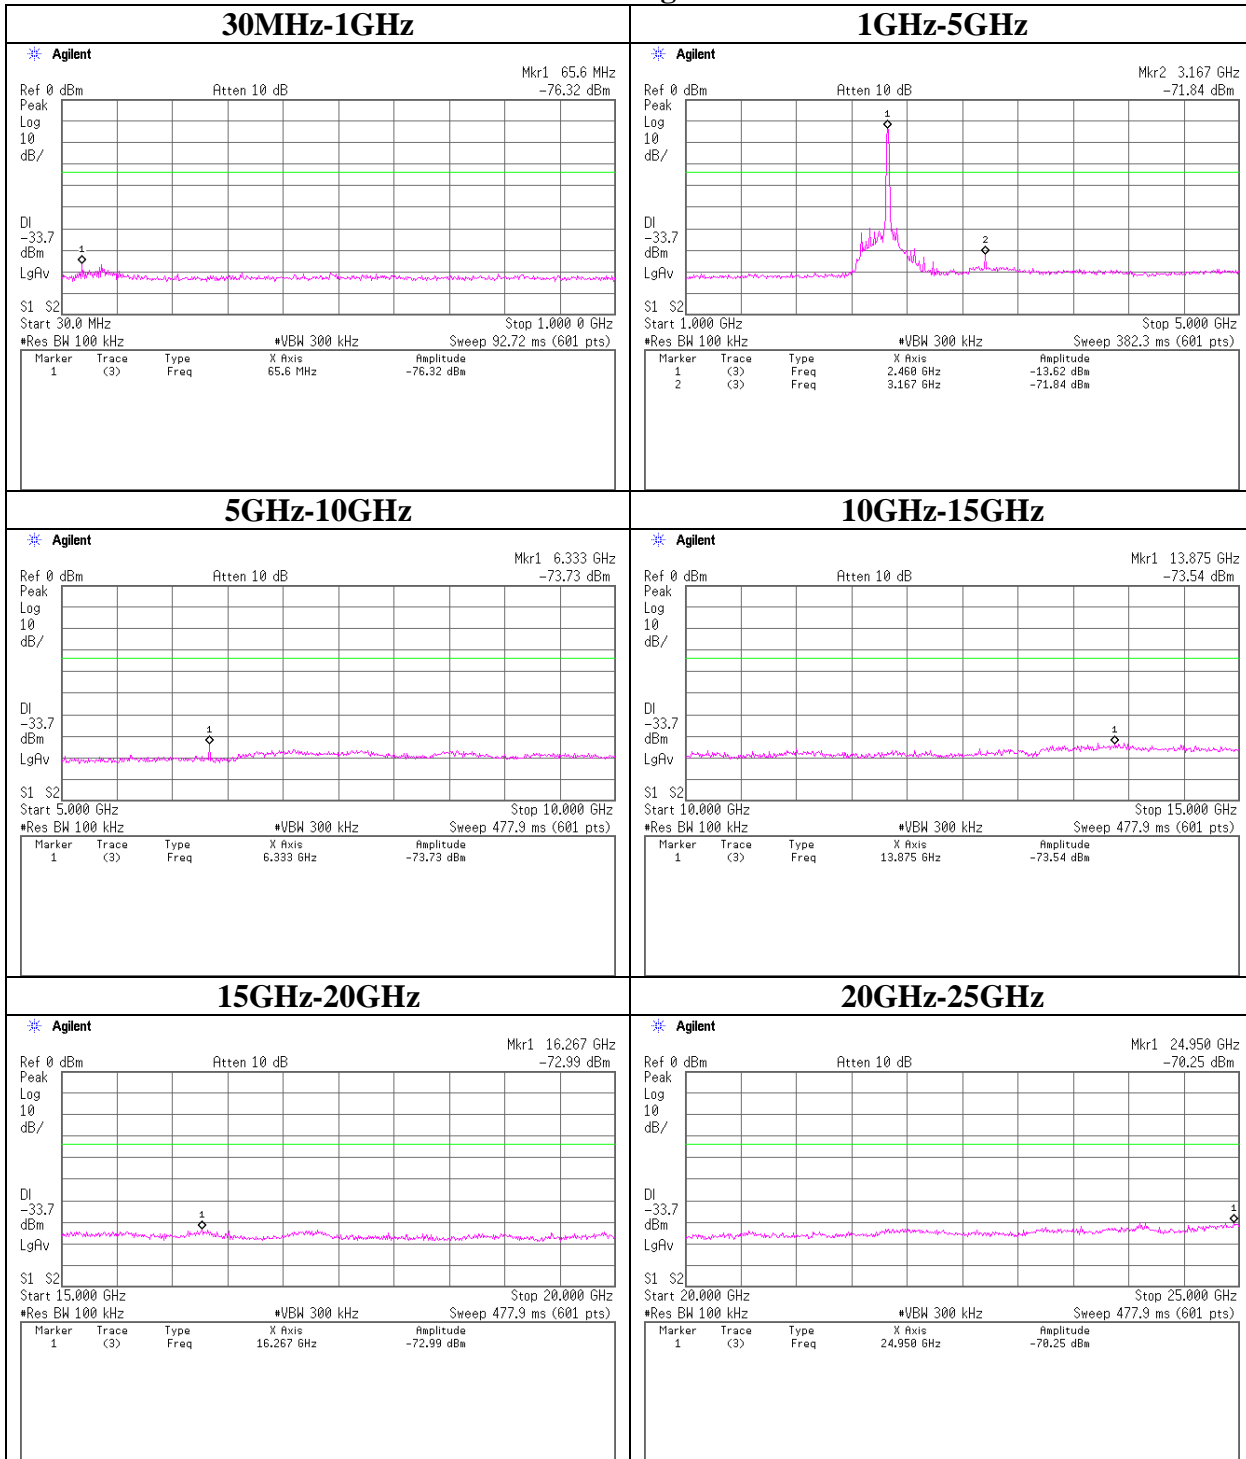 30MHz-1GHz
Agilent
Mkr1 65.6 MHz
Ref 0 dBm Atten 10 dB -76.32 dBm
Peak
Log
10
dB/
1
DI
-33.7
dBm
LgAv
S1 S2
Start 30.0 MHz Stop 1.000 0 GHz
#Res BW 100 kHz #VBW 300 kHz Sweep 92.72 ms (601 pts)
Marker Trace Type X Axis Amplitude
1 (3) Freq 65.6 MHz -76.32 dBm
1GHz-5GHz
Agilent
Mkr2 3.167 GHz
Ref 0 dBm Atten 10 dB -71.84 dBm
Peak
Log
10
dB/
1
DI
-33.7
dBm
2
LgAv
S1 S2
Start 1.000 GHz Stop 5.000 GHz
#Res BW 100 kHz #VBW 300 kHz Sweep 382.3 ms (601 pts)
Marker Trace Type X Axis Amplitude
1 (3) Freq 2.460 GHz -13.62 dBm
2 (3) Freq 3.167 GHz -71.84 dBm
5GHz-10GHz
Agilent
Mkr1 6.333 GHz
Ref 0 dBm Atten 10 dB -73.73 dBm
Peak
Log
10
dB/
DI
-33.7
1
dBm
LgAv
S1 S2
Start 5.000 GHz Stop 10.000 GHz
#Res BW 100 kHz #VBW 300 kHz Sweep 477.9 ms (601 pts)
Marker Trace Type X Axis Amplitude
1 (3) Freq 6.333 GHz -73.73 dBm
10GHz-15GHz
Agilent
Mkr1 13.875 GHz
Ref 0 dBm Atten 10 dB -73.54 dBm
Peak
Log
10
dB/
DI
-33.7
1
dBm
LgAv
S1 S2
Start 10.000 GHz Stop 15.000 GHz
#Res BW 100 kHz #VBW 300 kHz Sweep 477.9 ms (601 pts)
Marker Trace Type X Axis Amplitude
1 (3) Freq 13.875 GHz -73.54 dBm
15GHz-20GHz
Agilent
Mkr1 16.267 GHz
Ref 0 dBm Atten 10 dB -72.99 dBm
Peak
Log
10
dB/
DI
-33.7
1
dBm
LgAv
S1 S2
Start 15.000 GHz Stop 20.000 GHz
#Res BW 100 kHz #VBW 300 kHz Sweep 477.9 ms (601 pts)
Marker Trace Type X Axis Amplitude
1 (3) Freq 16.267 GHz -72.99 dBm
20GHz-25GHz
Agilent
Mkr1 24.950 GHz
Ref 0 dBm Atten 10 dB -70.25 dBm
Peak
Log
10
dB/
DI
-33.7
1
dBm
LgAv
S1 S2
Start 20.000 GHz Stop 25.000 GHz
#Res BW 100 kHz #VBW 300 kHz Sweep 477.9 ms (601 pts)
Marker Trace Type X Axis Amplitude
1 (3) Freq 24.950 GHz -70.25 dBm